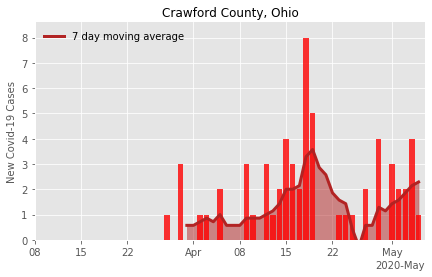 Crawford County, Ohio
7 day moving average
New Covid-19 Cases
8
7
6
5
4
3
2
1
0
08 15 22 Apr 08 15 22 May
2020-May